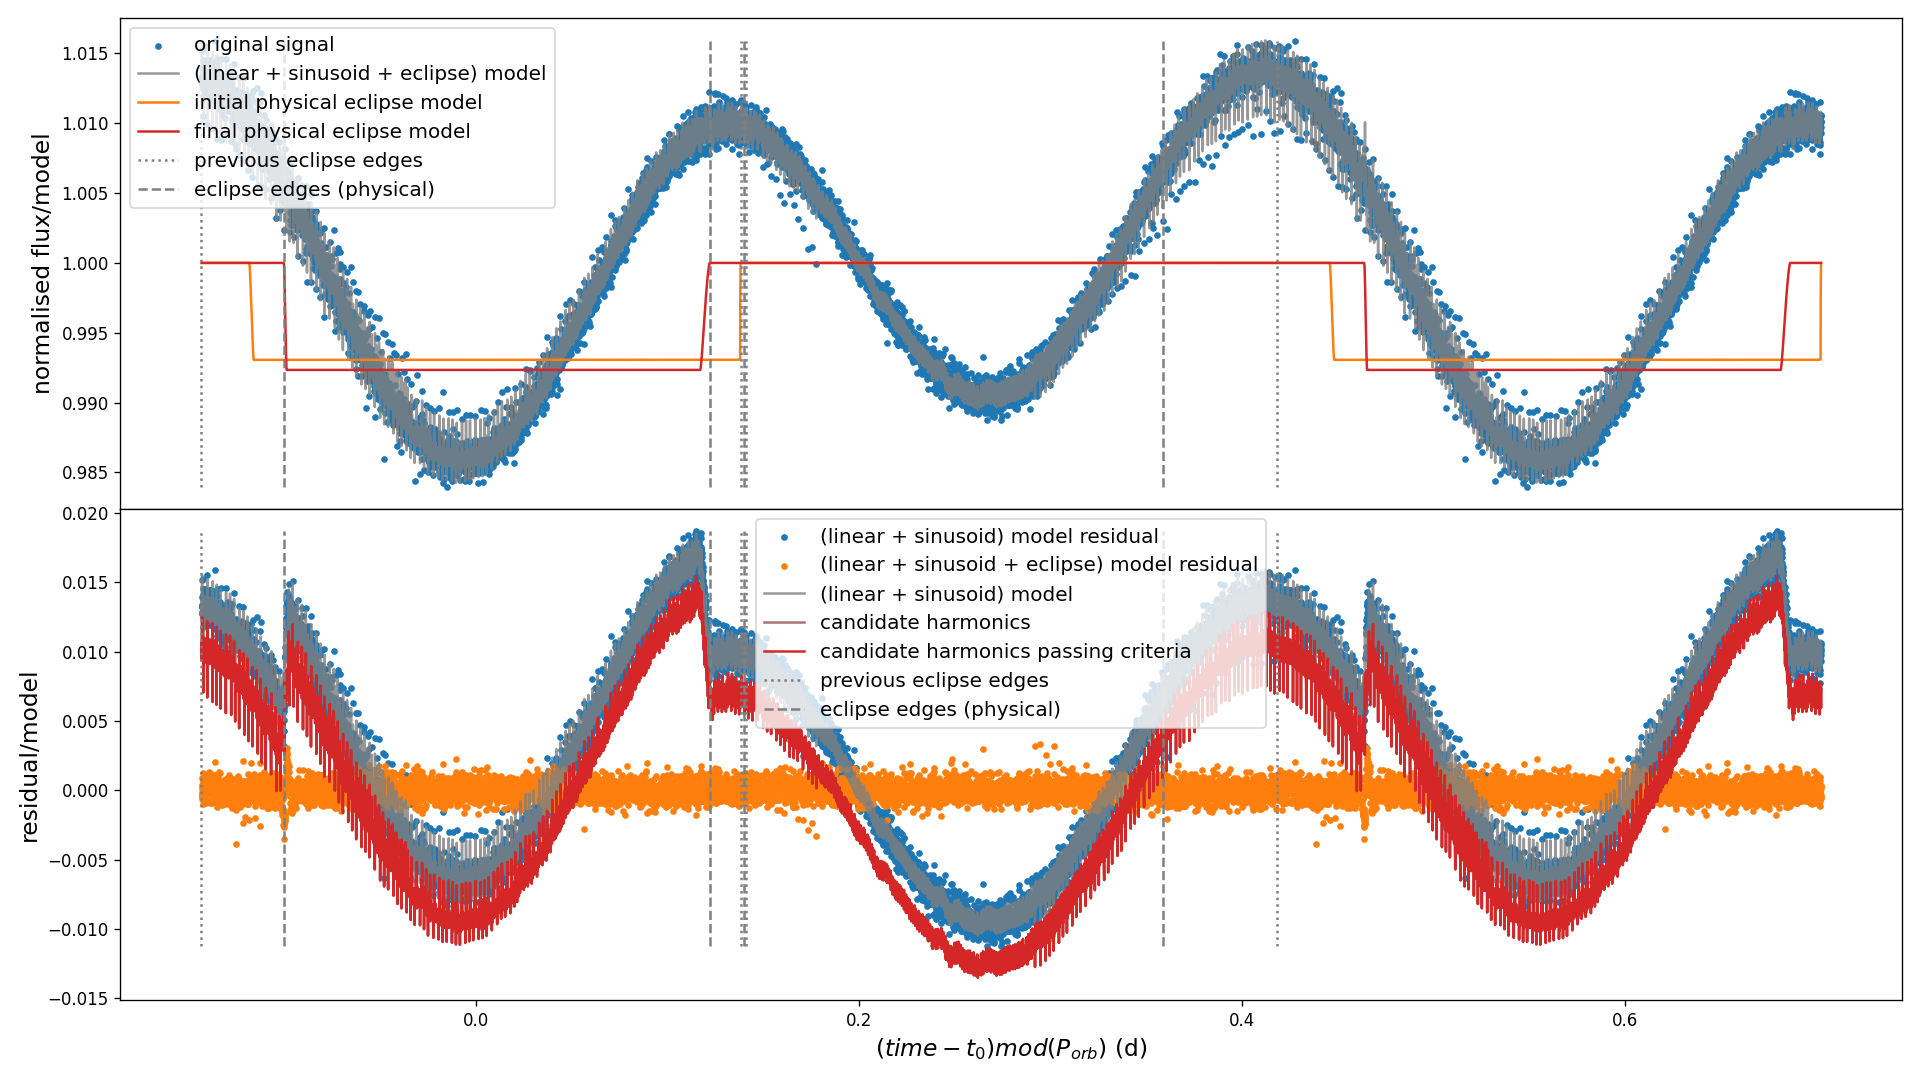 original signal
(linear + sinusoid + eclipse) model
initial physical eclipse model
final physical eclipse model
previous eclipse edges
eclipse edges (physical)
normalised flux/model
1.015
1.010
1.005
1.000
0.995
0.990
0.985
(linear + sinusoid) model residual
(linear + sinusoid + eclipse) model residual
(linear + sinusoid) model
candidate harmonics
candidate harmonics passing criteria
previous eclipse edges
eclipse edges (physical)
residual/model
0.020
0.015
0.010
0.005
0.000
−0.005
−0.010
−0.015
0.0 0.2 0.4 0.6
(time − t₀)mod(P_orb) (d)